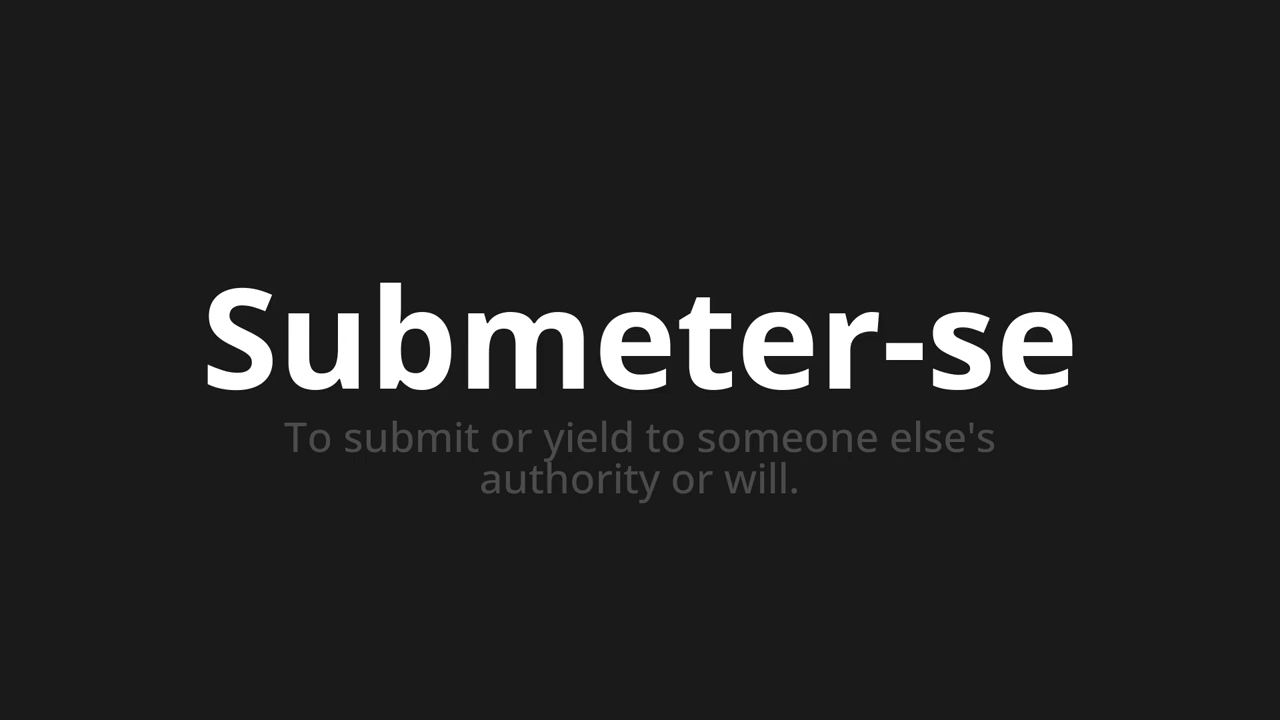 Submeter-se
To submit or yield to someone else's
authority or will.